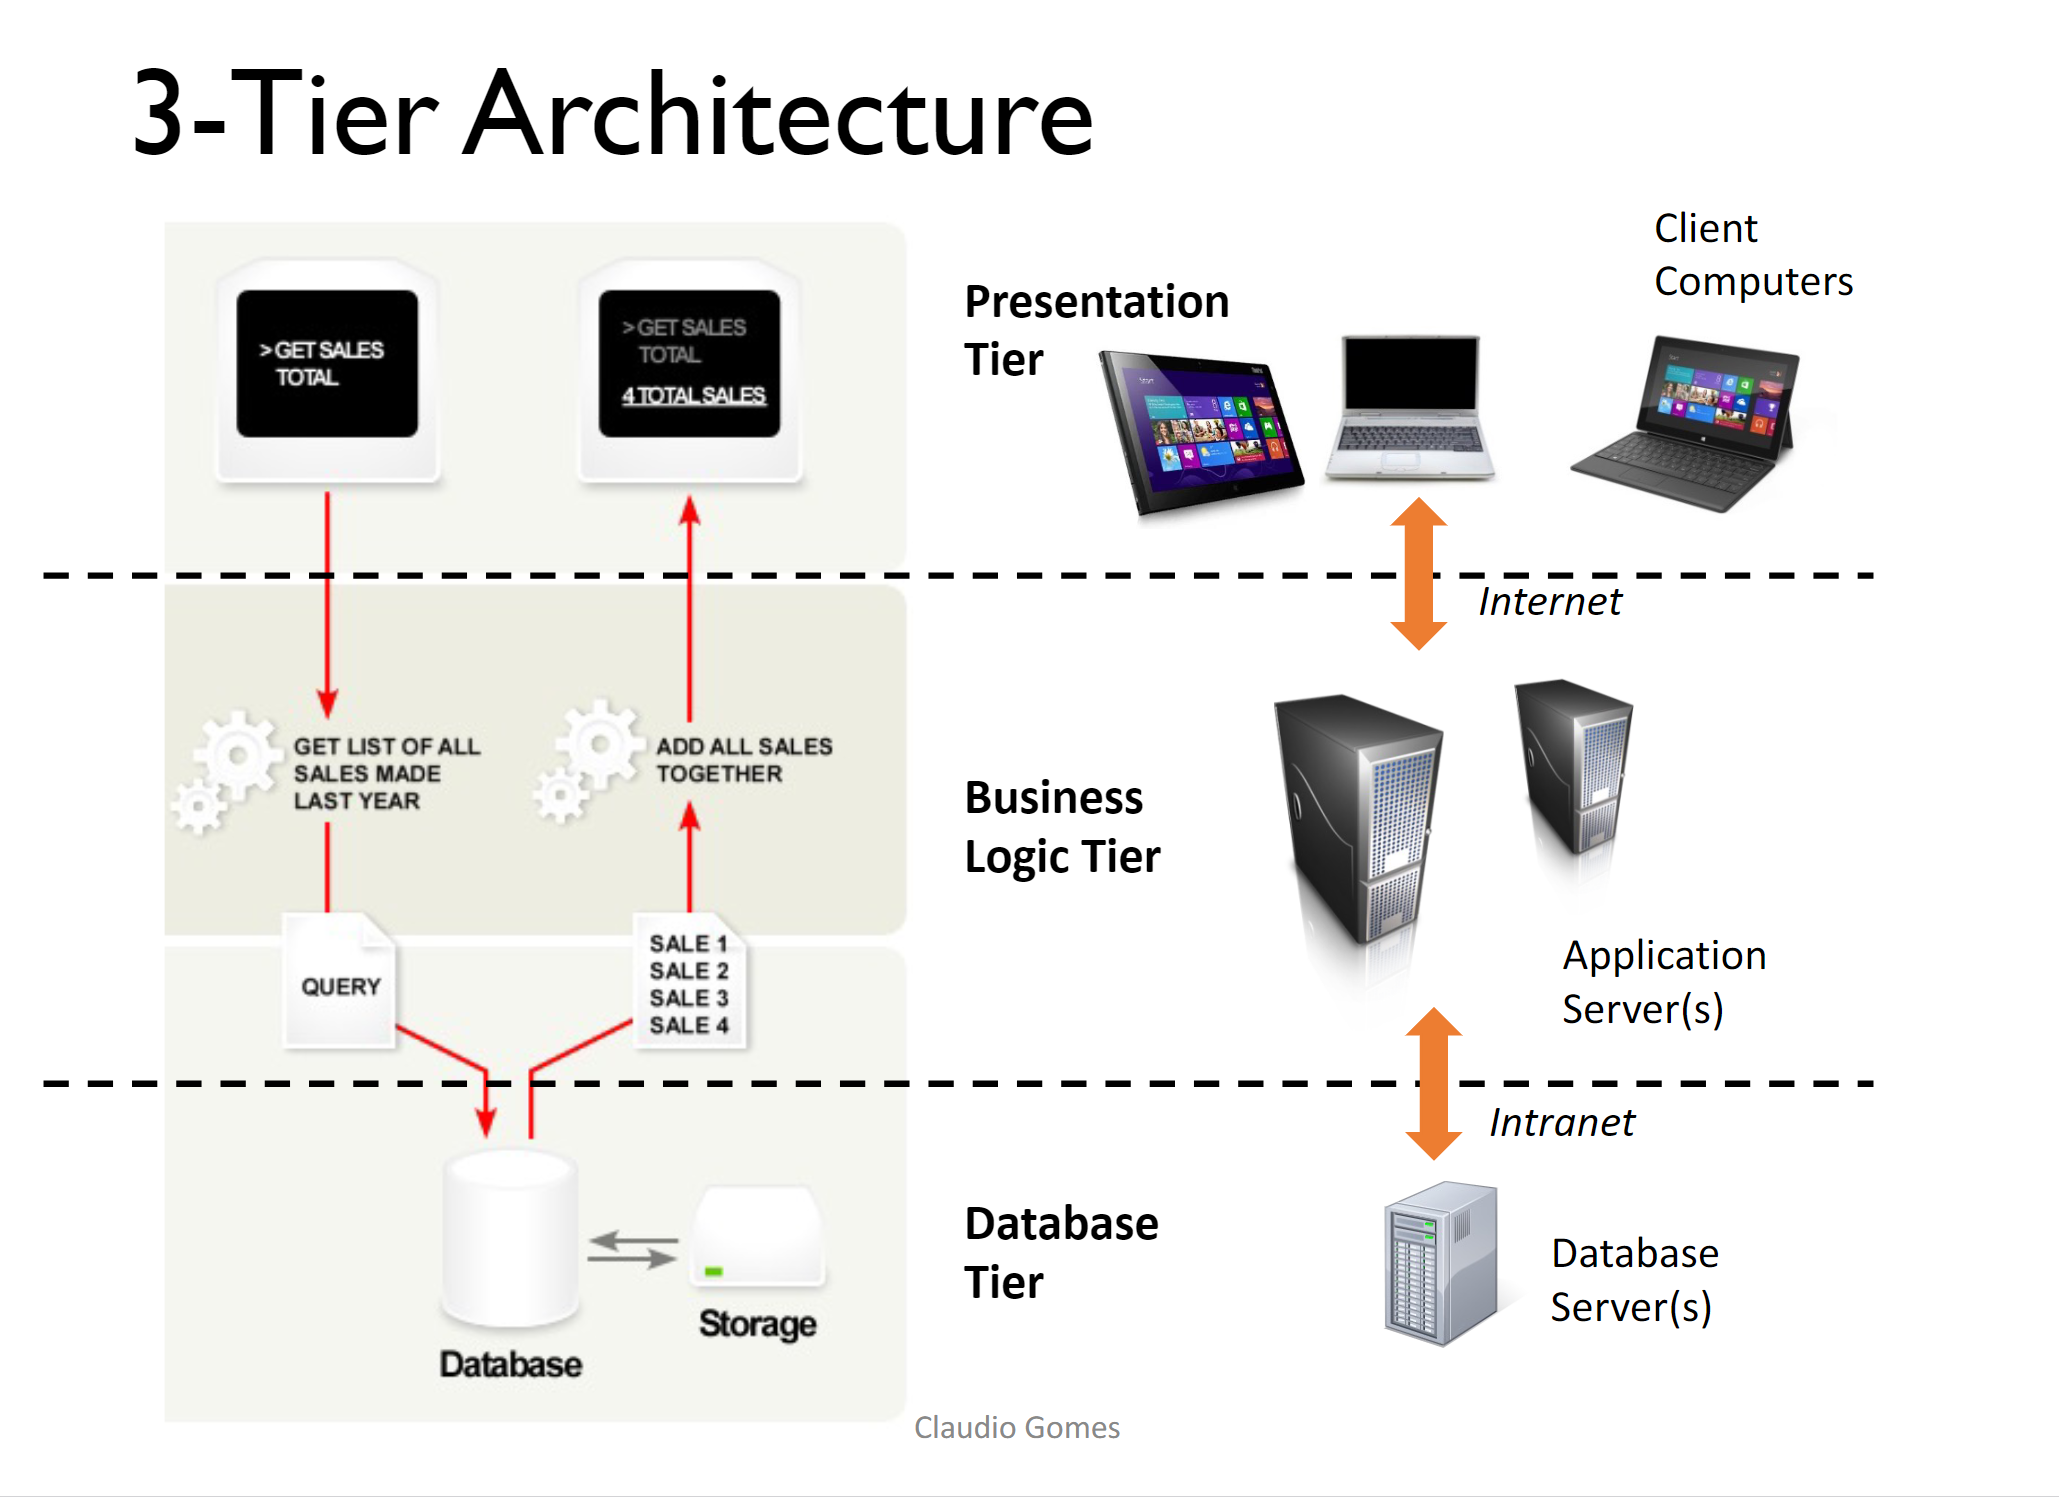 3-Tier Architecture
> GET SALES
TOTAL
> GET SALES
TOTAL
4 TOTAL SALES
Presentation
Tier
Client
Computers
Internet
GET LIST OF ALL
SALES MADE
LAST YEAR
ADD ALL SALES
TOGETHER
Business
Logic Tier
Application
Server(s)
QUERY
SALE 1
SALE 2
SALE 3
SALE 4
Intranet
Database
Storage
Database
Tier
Database
Server(s)
Claudio Gomes